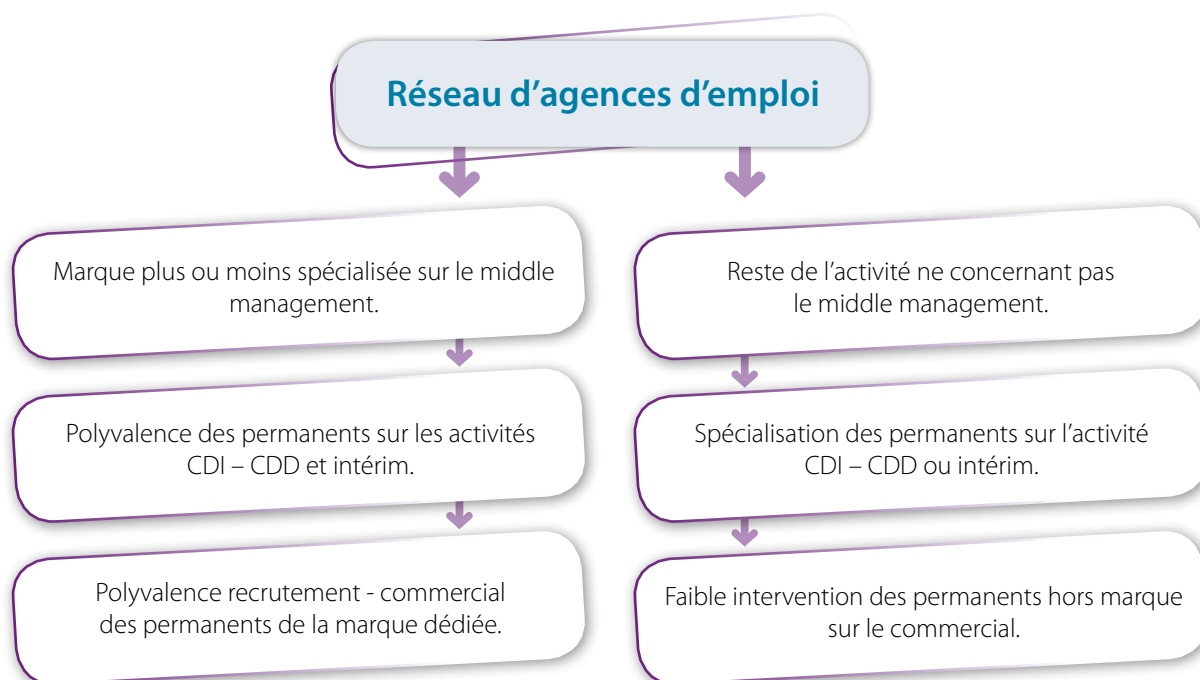 Réseau d’agences d’emploi
Marque plus ou moins spécialisée sur le middle
management.
Polyvalence des permanents sur les activités
CDI – CDD et intérim.
Polyvalence recrutement - commercial
des permanents de la marque dédiée.
Reste de l’activité ne concernant pas
le middle management.
Spécialisation des permanents sur l’activité
CDI – CDD ou intérim.
Faible intervention des permanents hors marque
sur le commercial.